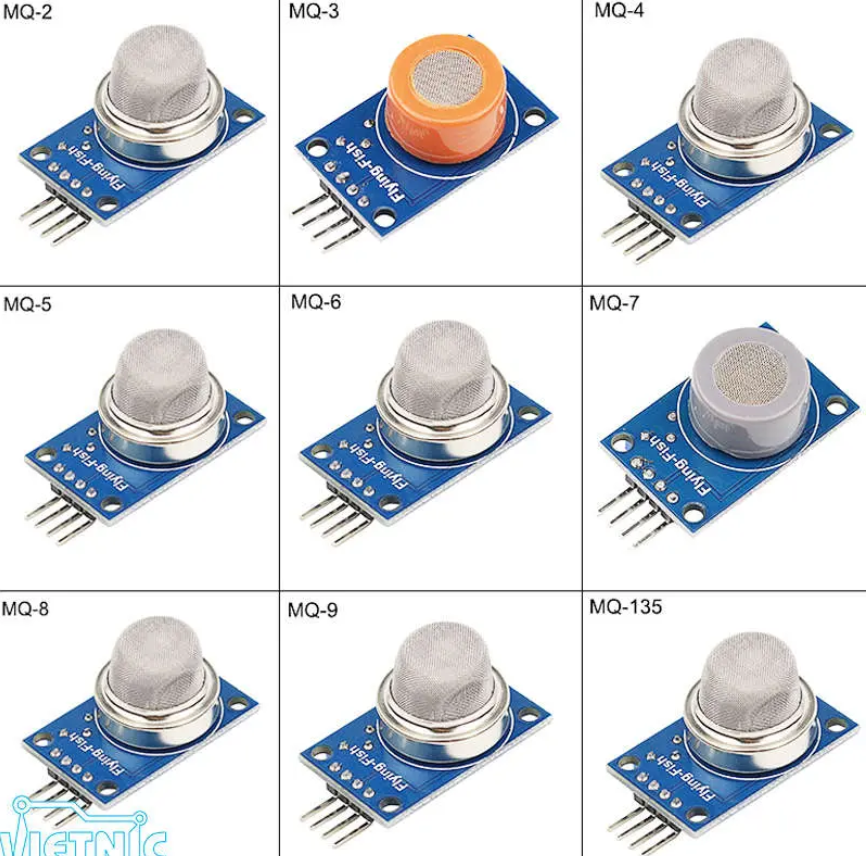 MQ-2
Flying-Fish
MQ-3
Flying-Fish
MQ-4
Flying-Fish
MQ-5
Flying-Fish
MQ-6
Flying-Fish
MQ-7
Flying-Fish
MQ-8
Flying-Fish
MQ-9
Flying-Fish
MQ-135
Flying-Fish
VIETNIC